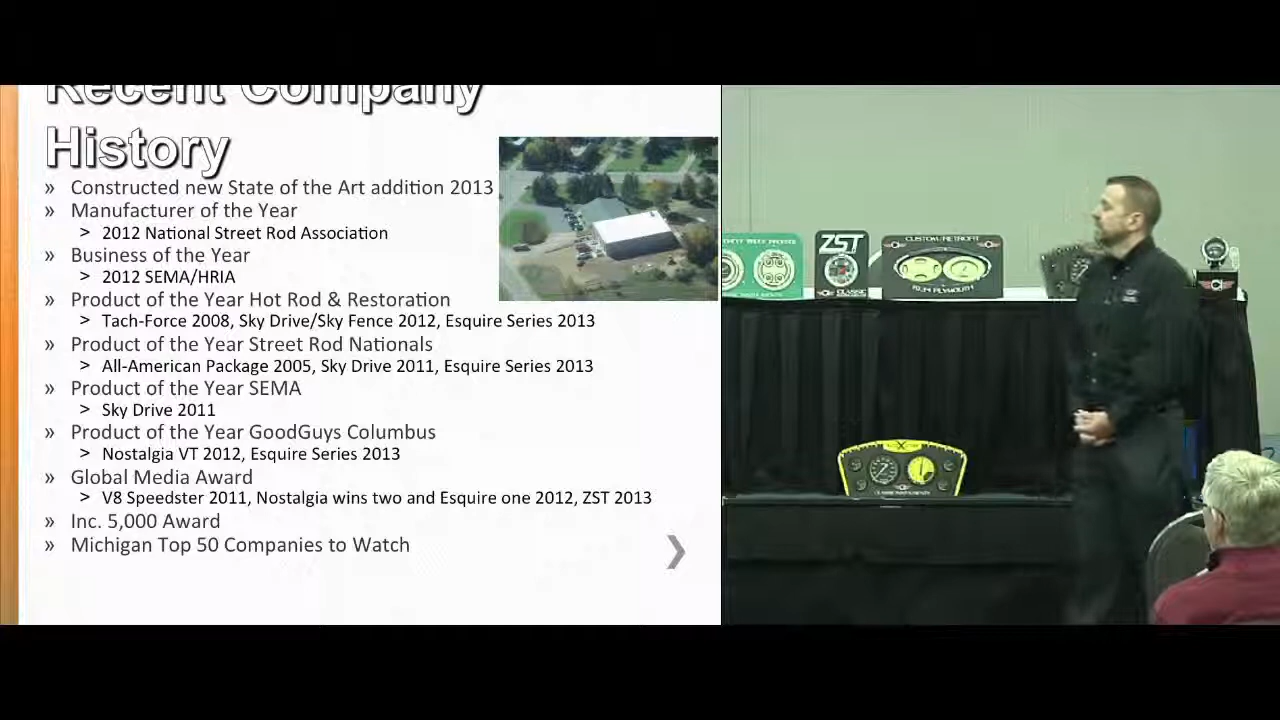 Recent Company
History
» Constructed new State of the Art addition 2013
» Manufacturer of the Year
> 2012 National Street Rod Association
» Business of the Year
> 2012 SEMA/HRIA
» Product of the Year Hot Rod & Restoration
> Tach-Force 2008, Sky Drive/Sky Fence 2012, Esquire Series 2013
» Product of the Year Street Rod Nationals
> All-American Package 2005, Sky Drive 2011, Esquire Series 2013
» Product of the Year SEMA
> Sky Drive 2011
» Product of the Year GoodGuys Columbus
> Nostalgia VT 2012, Esquire Series 2013
» Global Media Award
> V8 Speedster 2011, Nostalgia wins two and Esquire one 2012, ZST 2013
» Inc. 5,000 Award
» Michigan Top 50 Companies to Watch
ZST
CLASSIC
CUSTOM/RETROFIT
PLYMOUTH